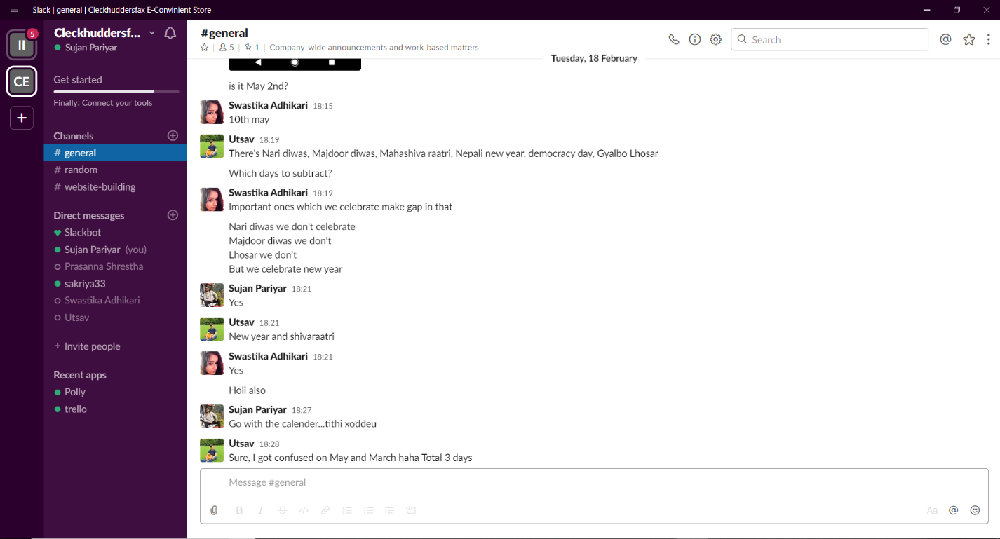 Slack | general | Cleckhuddersfax E-Convinient Store
II
5
CE
+
Cleckhuddersf...
Sujan Pariyar
Get started
Finally: Connect your tools
Channels
# general
# random
# website-building
Direct messages
Slackbot
Sujan Pariyar (you)
Prasanna Shrestha
sakriya33
Swastika Adhikari
Utsav
+ Invite people
Recent apps
Polly
trello
#general
5 | 1 | Company-wide announcements and work-based matters
Search
Tuesday, 18 February
is it May 2nd?
Swastika Adhikari 18:15
10th may
Utsav 18:19
There's Nari diwas, Majdoor diwas, Mahashiva raatri, Nepali new year, democracy day, Gyalbo Lhosar
Which days to subtract?
Swastika Adhikari 18:19
Important ones which we celebrate make gap in that
Nari diwas we don't celebrate
Majdoor diwas we don't
Lhosar we don't
But we celebrate new year
Sujan Pariyar 18:21
Yes
Utsav 18:21
New year and shivaraatri
Swastika Adhikari 18:21
Yes
Holi also
Sujan Pariyar 18:27
Go with the calender...tithi xoddeu
Utsav 18:28
Sure, I got confused on May and March haha Total 3 days
Message #general
B I S </> Aa @